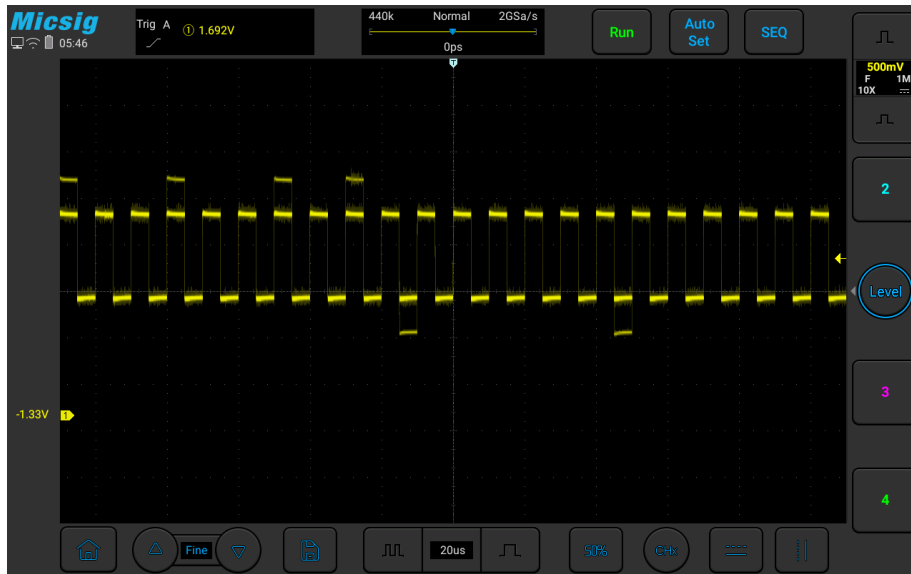 Micsig
05:46
Trig A
① 1.692V
440k Normal 2GSa/s
0ps
Run
Auto
Set
SEQ
500mV
F 1M
10X
T
2
Level
-1.33V
1
3
4
Fine
20us
50%
CHx